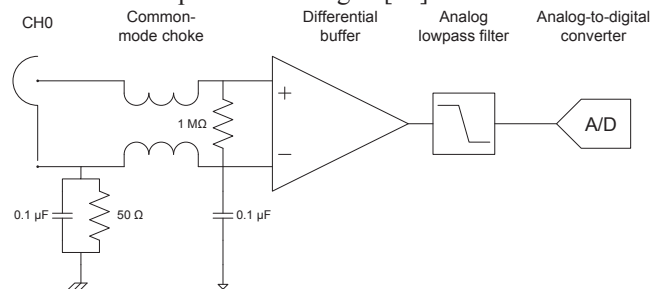 CH0
Common-
mode choke
Differential
buffer
Analog
lowpass filter
Analog-to-digital
converter
+
1 MΩ
−
A/D
0.1 µF
50 Ω
0.1 µF